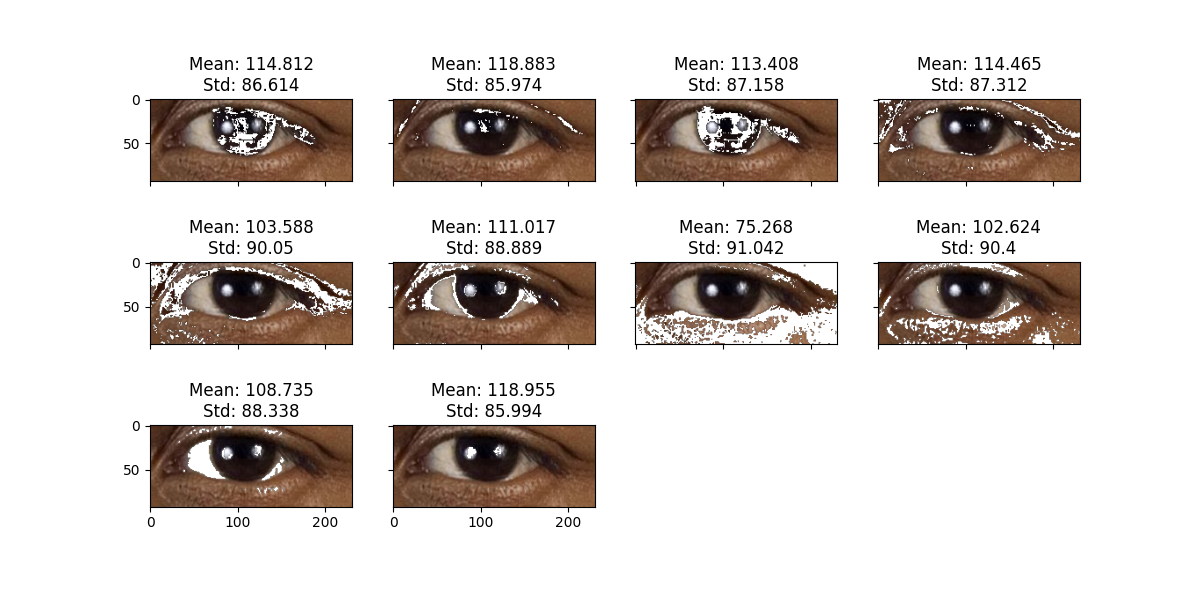 Mean: 114.812
Std: 86.614
Mean: 118.883
Std: 85.974
Mean: 113.408
Std: 87.158
Mean: 114.465
Std: 87.312
0
50
Mean: 103.588
Std: 90.05
Mean: 111.017
Std: 88.889
Mean: 75.268
Std: 91.042
Mean: 102.624
Std: 90.4
0
50
Mean: 108.735
Std: 88.338
Mean: 118.955
Std: 85.994
0
50
0 100 200
0 100 200